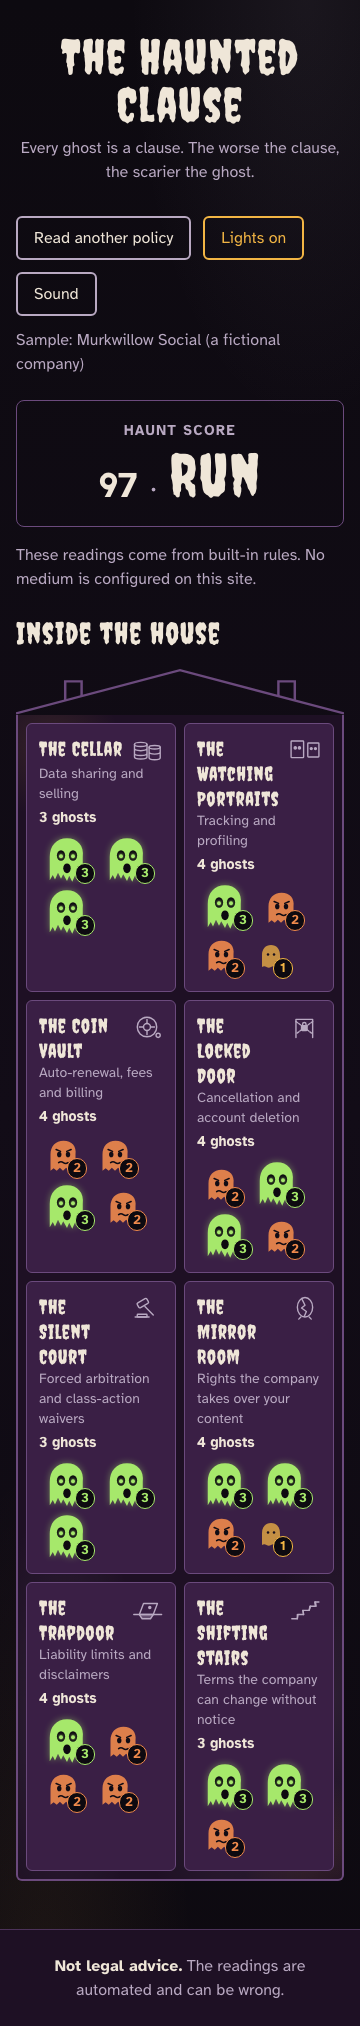 THE HAUNTED
CLAUSE
Every ghost is a clause. The worse the clause,
the scarier the ghost.
Read another policy
Lights on
Sound
Sample: Murkwillow Social (a fictional
company)
HAUNT SCORE
97 · RUN
These readings come from built-in rules. No
medium is configured on this site.
INSIDE THE HOUSE
THE CELLAR
Data sharing and
selling
3 ghosts
3
3
3
THE
WATCHING
PORTRAITS
Tracking and
profiling
4 ghosts
3
2
2
1
THE COIN
VAULT
Auto-renewal, fees
and billing
4 ghosts
2
2
3
2
THE
LOCKED
DOOR
Cancellation and
account deletion
4 ghosts
2
3
3
2
THE
SILENT
COURT
Forced arbitration
and class-action
waivers
3 ghosts
3
3
3
THE
MIRROR
ROOM
Rights the company
takes over your
content
4 ghosts
3
3
2
1
THE
TRAPDOOR
Liability limits and
disclaimers
4 ghosts
3
2
2
2
THE
SHIFTING
STAIRS
Terms the company
can change without
notice
3 ghosts
3
3
2
Not legal advice. The readings are
automated and can be wrong.